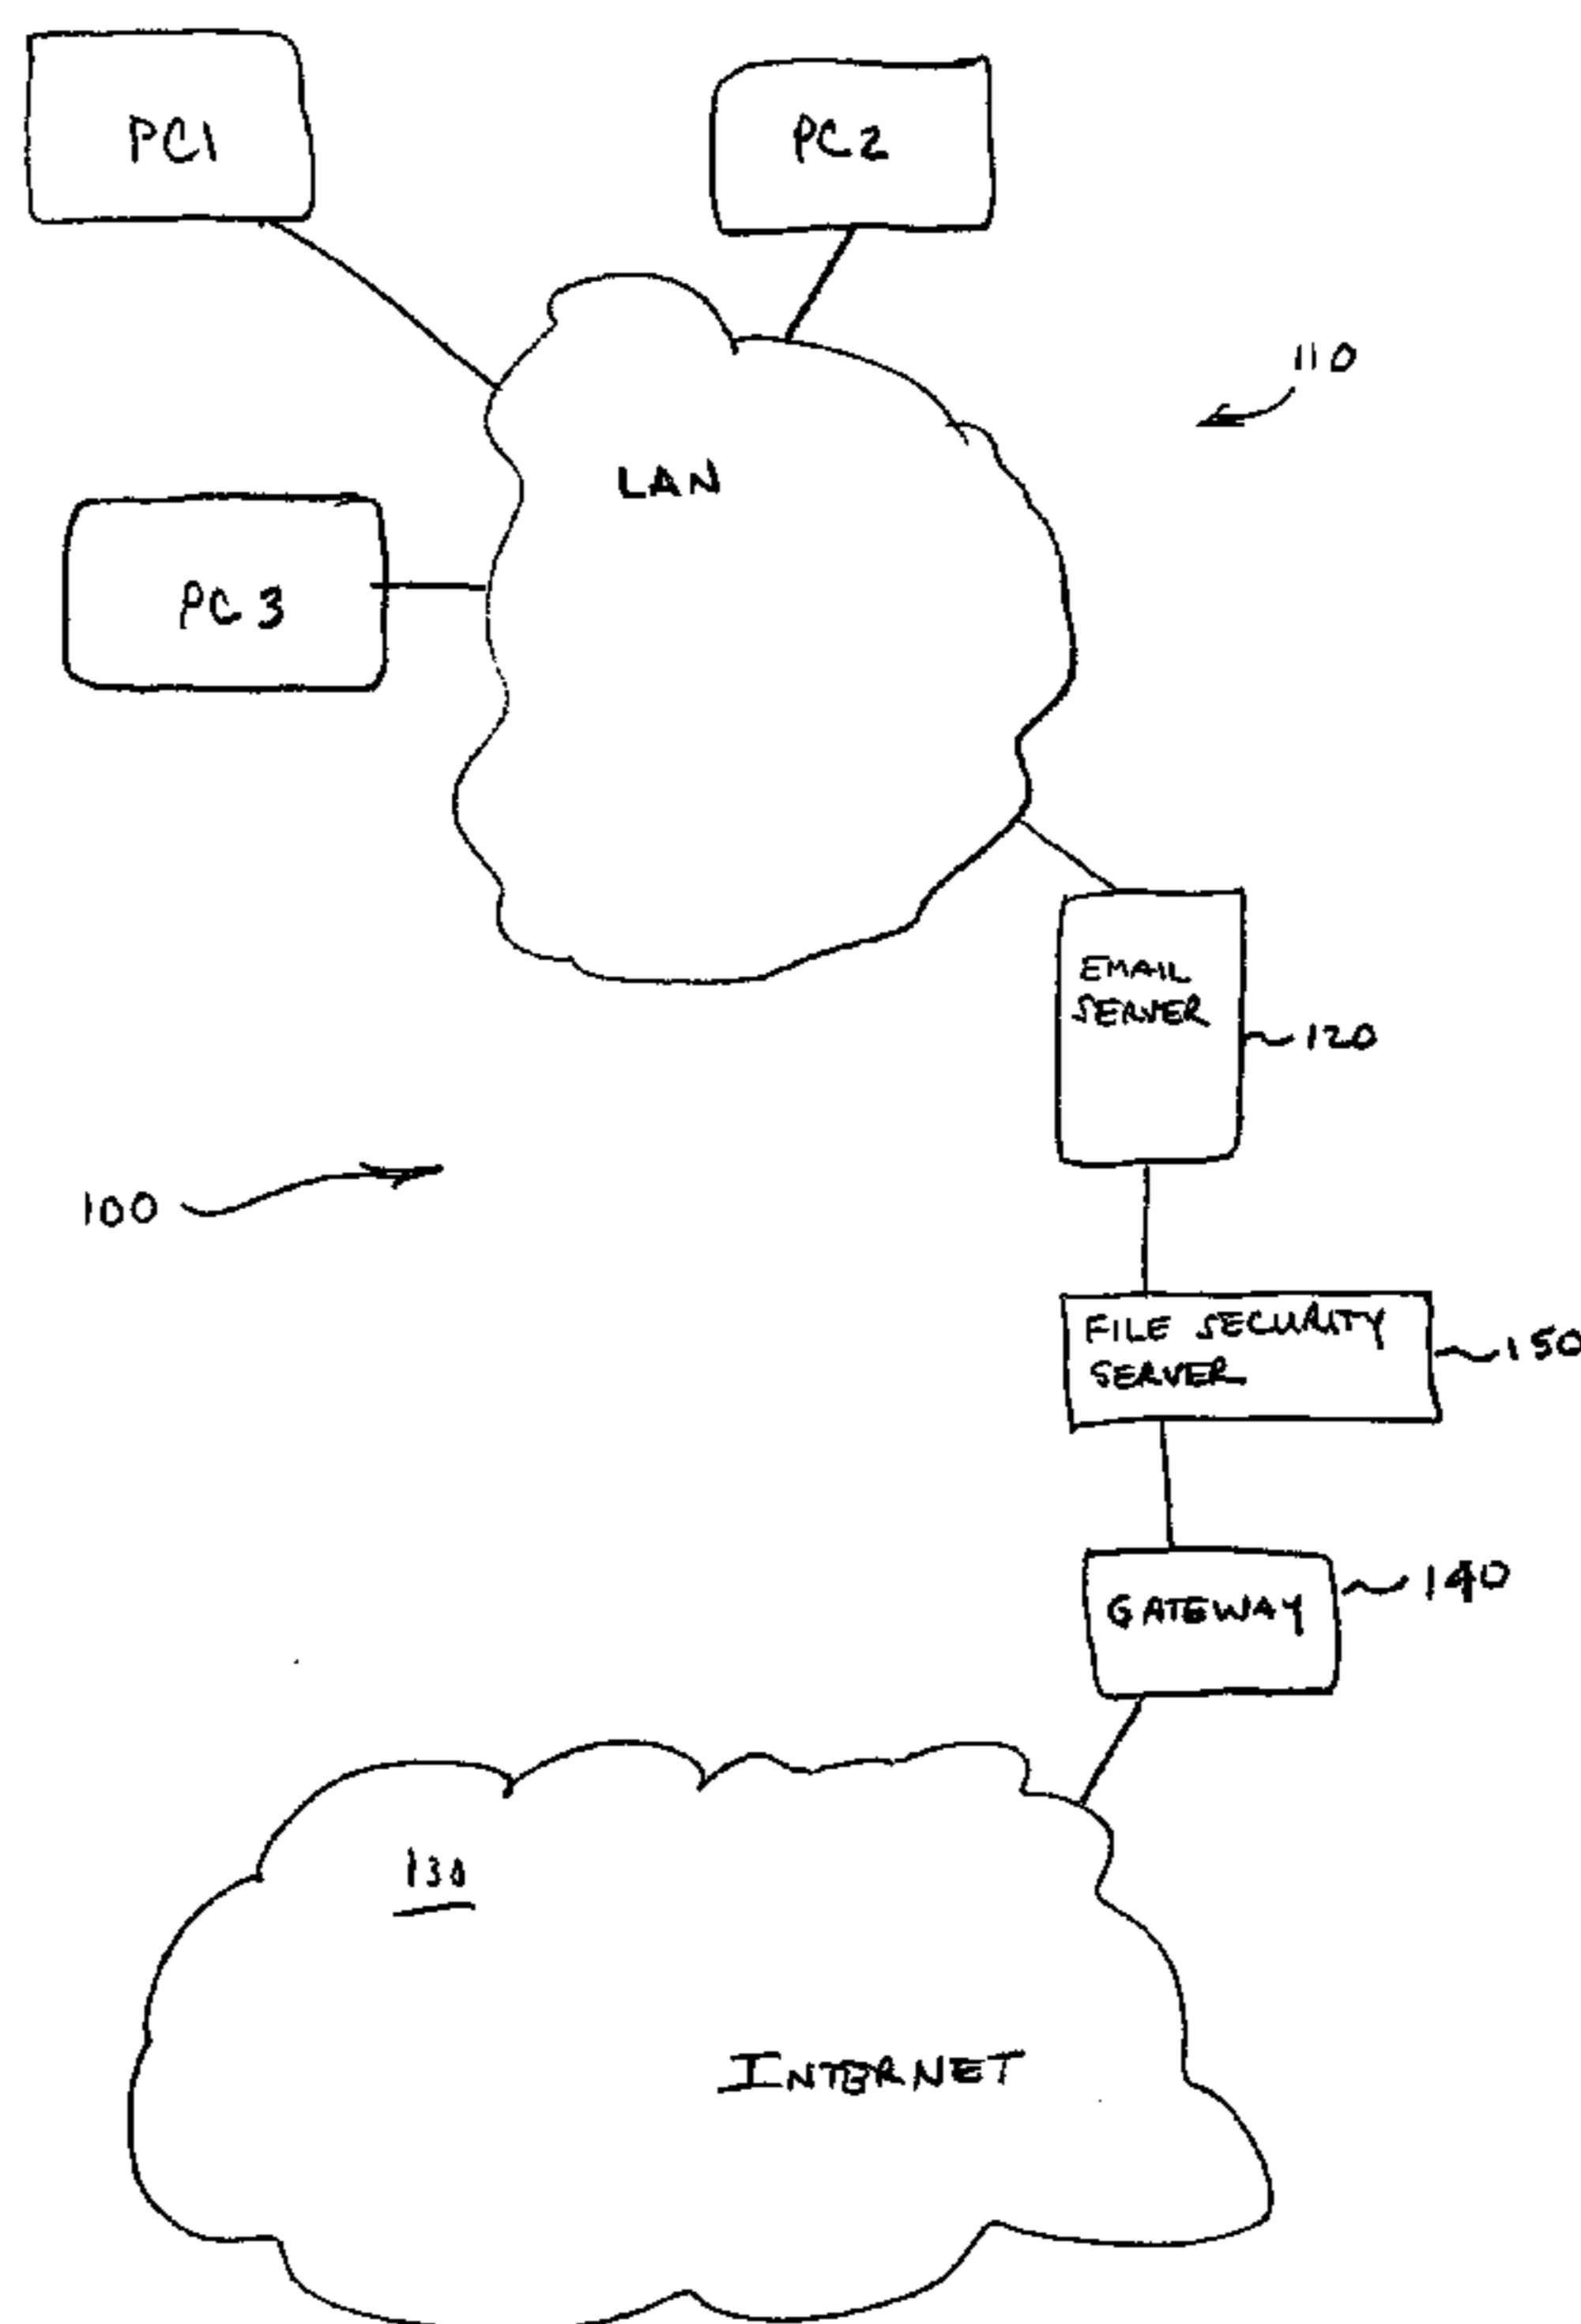 PC1
PC2
110
LAN
PC3
EMAIL
SERVER
120
100
FILE SECURITY
SERVER
150
GATEWAY
140
130
INTERNET